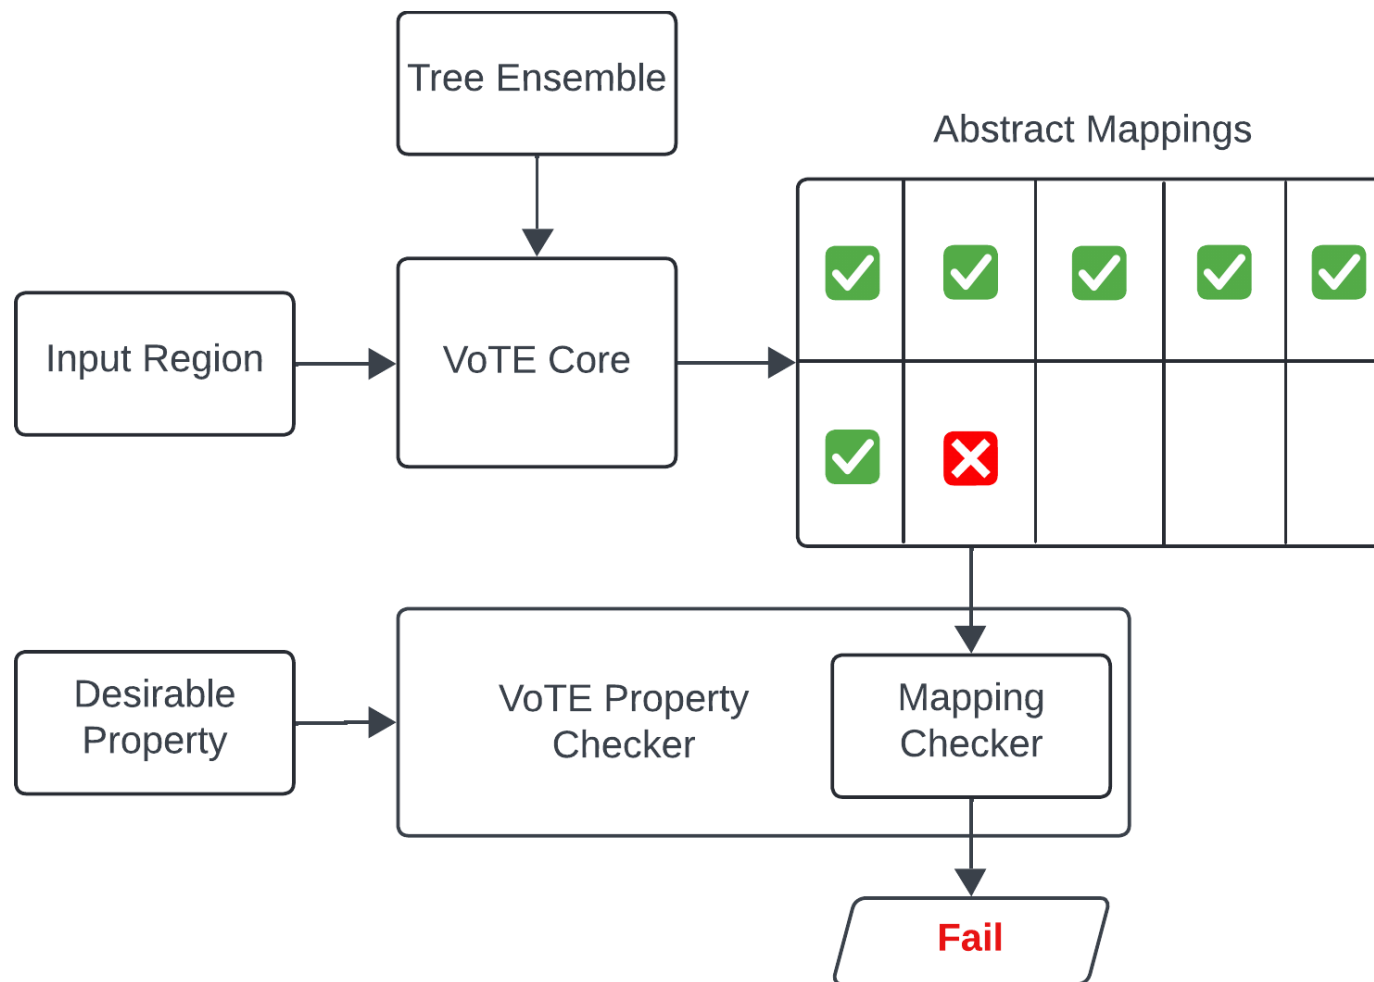 Tree Ensemble
Abstract Mappings
Input Region
VoTE Core
Desirable
Property
VoTE Property
Checker
Mapping
Checker
Fail